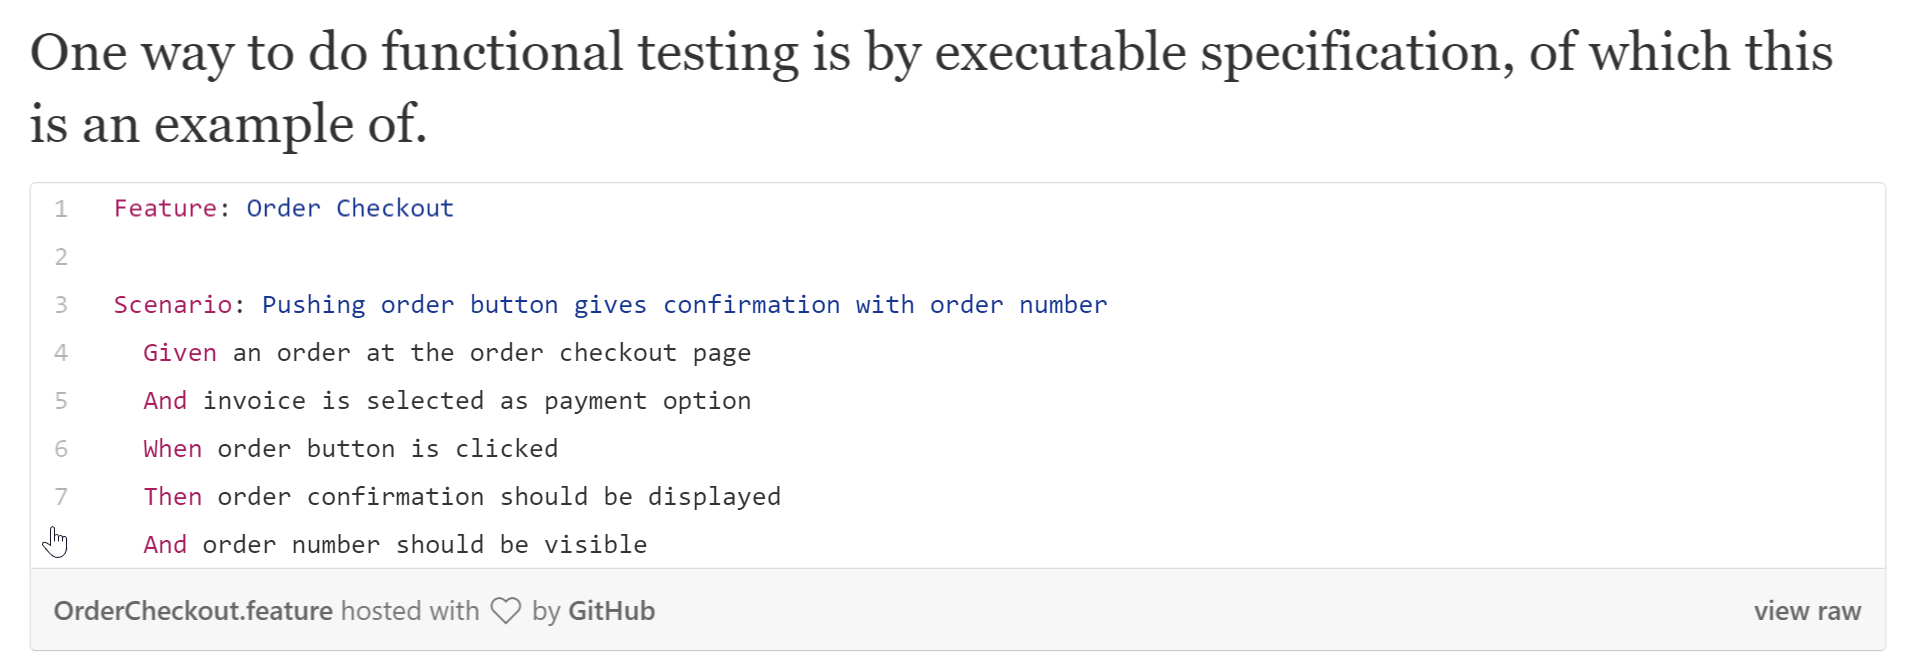 One way to do functional testing is by executable specification, of which this
is an example of.
1 Feature: Order Checkout
2
3 Scenario: Pushing order button gives confirmation with order number
4 Given an order at the order checkout page
5 And invoice is selected as payment option
6 When order button is clicked
7 Then order confirmation should be displayed
And order number should be visible
OrderCheckout.feature hosted with ♡ by GitHub view raw